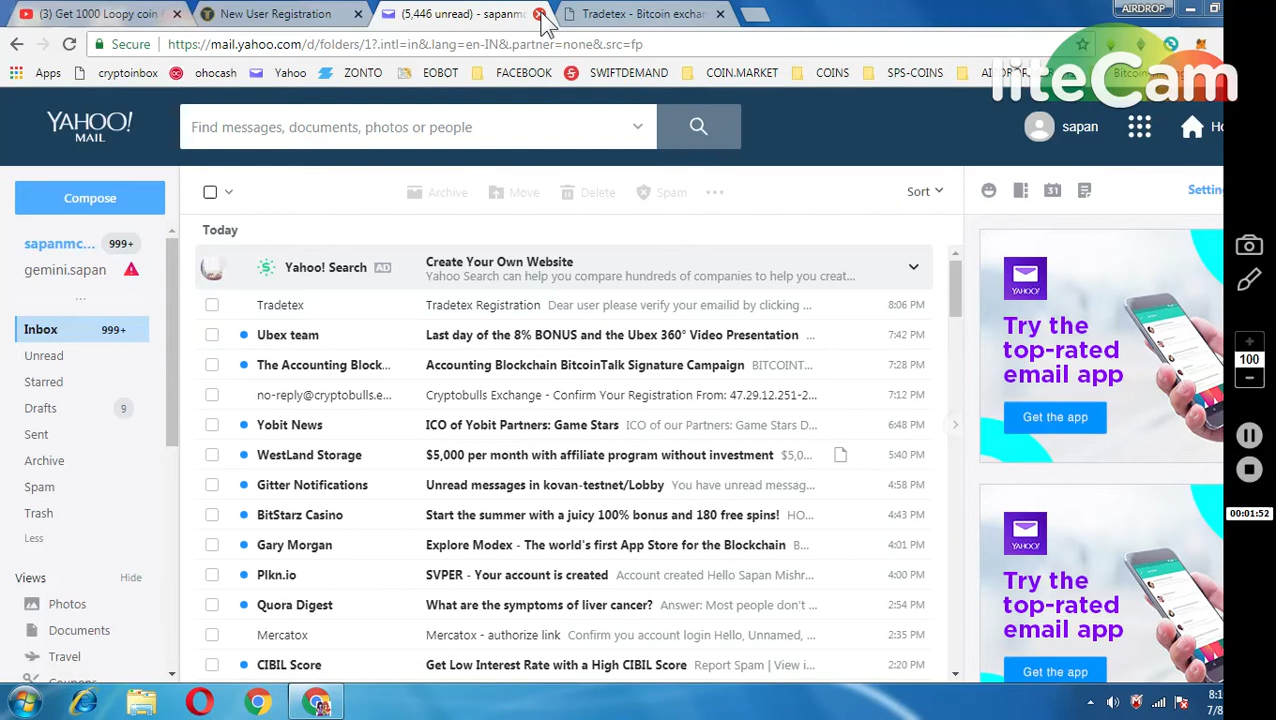 (3) Get 1000 Loopy coin f
New User Registration
(5,446 unread) - sapanmc
Tradetex - Bitcoin exchan
AIRDROP
Secure
https://mail.yahoo.com/d/folders/1?.intl=in&.lang=en-IN&.partner=none&.src=fp
Apps
cryptoinbox
ohocash
Yahoo
ZONTO
EOBOT
FACEBOOK
SWIFTDEMAND
COIN.MARKET
COINS
SPS-COINS
liteCam
YAHOO!
MAIL
Find messages, documents, photos or people
sapan
Ho
Compose
Archive
Move
Delete
Spam
Sort
Settin
sapanmc... 999+
gemini.sapan
...
Inbox 999+
Unread
Starred
Drafts 9
Sent
Archive
Spam
Trash
Less
Views Hide
Photos
Documents
Travel
Today
Yahoo! Search AD Create Your Own Website
Yahoo Search can help you compare hundreds of companies to help you creat...
Tradetex Tradetex Registration Dear user please verify your emailid by clicking ... 8:06 PM
Ubex team Last day of the 8% BONUS and the Ubex 360° Video Presentation ... 7:42 PM
The Accounting Block... Accounting Blockchain BitcoinTalk Signature Campaign BITCOINT... 7:28 PM
no-reply@cryptobulls.e... Cryptobulls Exchange - Confirm Your Registration From: 47.29.12.251-2... 7:12 PM
Yobit News ICO of Yobit Partners: Game Stars ICO of our Partners: Game Stars D... 6:48 PM
WestLand Storage $5,000 per month with affiliate program without investment $5,0... 5:40 PM
Gitter Notifications Unread messages in kovan-testnet/Lobby You have unread messag... 4:58 PM
BitStarz Casino Start the summer with a juicy 100% bonus and 180 free spins! HO... 4:43 PM
Gary Morgan Explore Modex - The world's first App Store for the Blockchain B... 4:01 PM
Plkn.io SVPER - Your account is created Account created Hello Sapan Mishr... 4:00 PM
Quora Digest What are the symptoms of liver cancer? Answer: Most people don't ... 2:54 PM
Mercatox Mercatox - authorize link Confirm you account login Hello, Unnamed, ... 2:35 PM
CIBIL Score Get Low Interest Rate with a High CIBIL Score Report Spam | View i... 2:20 PM
31
YAHOO!
Try the
top-rated
email app
Get the app
YAHOO!
Try the
top-rated
email app
Get the app
100
00:01:52
8:1
7/8